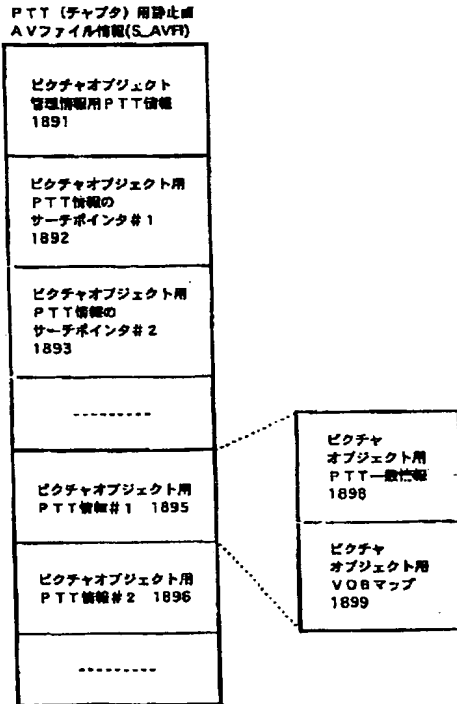 PTT (チャプタ) 用静止画
AVファイル情報(S_AVFI)
ピクチャオブジェクト
管理情報用PTT情報
1891
ピクチャオブジェクト用
PTT情報の
サーチポインタ#1
1892
ピクチャオブジェクト用
PTT情報の
サーチポインタ#2
1893
---------
ピクチャオブジェクト用
PTT情報#1 1895
ピクチャオブジェクト用
PTT情報#2 1896
---------
ピクチャ
オブジェクト用
PTT一般情報
1898
ピクチャ
オブジェクト用
VOBマップ
1899